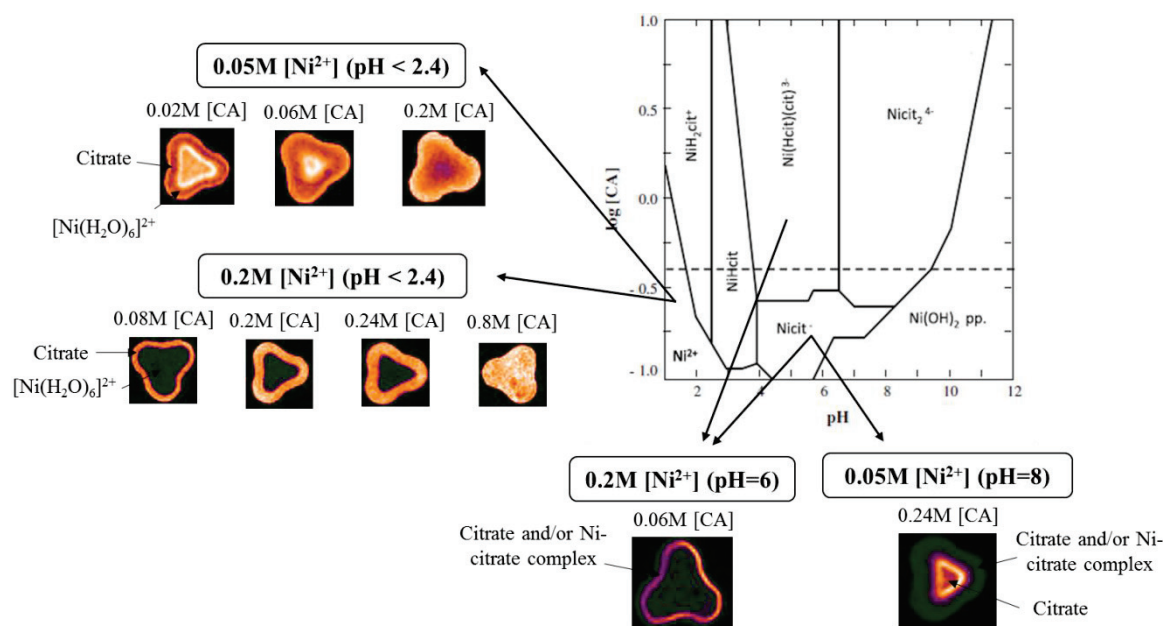 0.05M [Ni²⁺] (pH < 2.4)
0.02M [CA] 0.06M [CA] 0.2M [CA]
Citrate
[Ni(H₂O)₆]²⁺
0.2M [Ni²⁺] (pH < 2.4)
0.08M [CA] 0.2M [CA] 0.24M [CA] 0.8M [CA]
Citrate
[Ni(H₂O)₆]²⁺
log [CA]
1.0
0.5
0.0
- 0.5
- 1.0
NiH₂cit⁺
Ni(Hcit)(cit)³⁻
Nicit₂⁴⁻
NiHcit
Nicit⁻
Ni(OH)₂ pp.
Ni²⁺
2 4 6 8 10 12
pH
0.2M [Ni²⁺] (pH=6)
0.06M [CA]
Citrate and/or Ni-
citrate complex
0.05M [Ni²⁺] (pH=8)
0.24M [CA]
Citrate and/or Ni-
citrate complex
Citrate